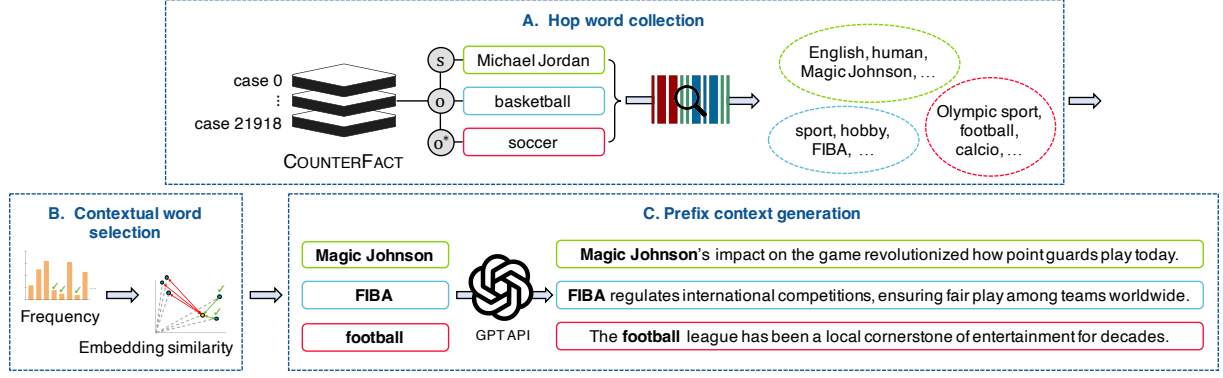 A. Hop word collection
case 0
⋮
case 21918
COUNTERFACT
s
Michael Jordan
o
basketball
o*
soccer
English, human,
Magic Johnson, …
sport, hobby,
FIBA, …
Olympic sport,
football,
calcio, …
B. Contextual word
selection
Frequency
...
Embedding similarity
C. Prefix context generation
Magic Johnson
FIBA
football
GPT API
Magic Johnson's impact on the game revolutionized how point guards play today.
FIBA regulates international competitions, ensuring fair play among teams worldwide.
The football league has been a local cornerstone of entertainment for decades.